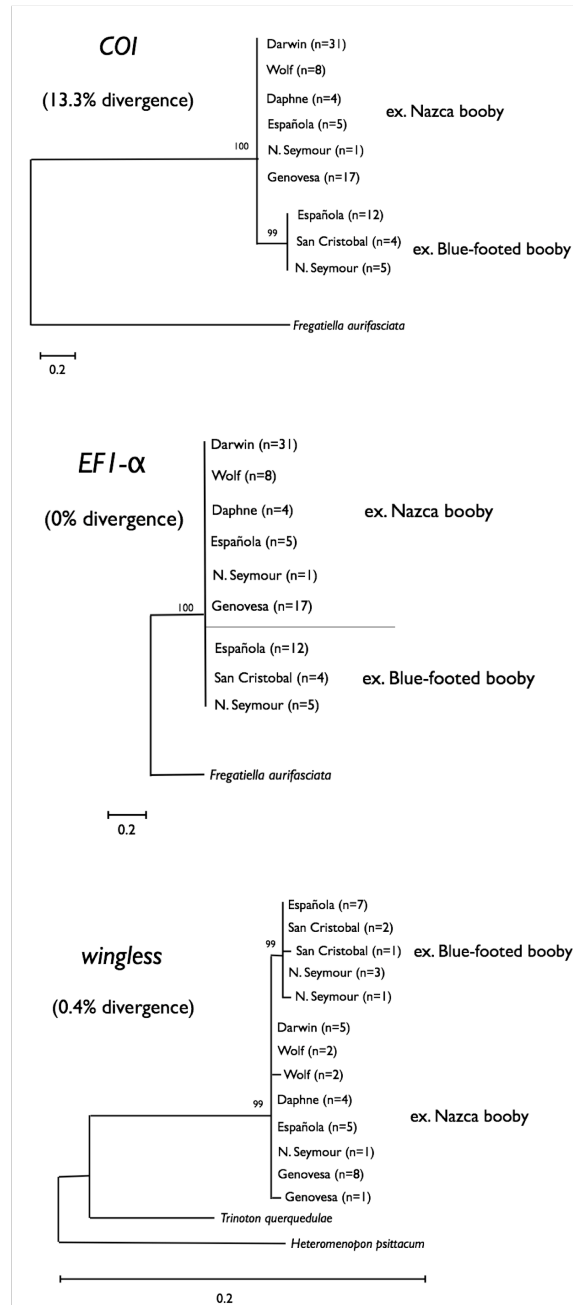 COI
(13.3% divergence)
Darwin (n=31)
Wolf (n=8)
Daphne (n=4)
ex. Nazca booby
Española (n=5)
100
N. Seymour (n=1)
Genovesa (n=17)
Española (n=12)
99
San Cristobal (n=4)
ex. Blue-footed booby
N. Seymour (n=5)
Fregatiella aurifasciata
0.2
EF1-α
(0% divergence)
Darwin (n=31)
Wolf (n=8)
Daphne (n=4)
ex. Nazca booby
Española (n=5)
N. Seymour (n=1)
100
Genovesa (n=17)
Española (n=12)
San Cristobal (n=4)
ex. Blue-footed booby
N. Seymour (n=5)
Fregatiella aurifasciata
0.2
wingless
(0.4% divergence)
Española (n=7)
San Cristobal (n=2)
99
San Cristobal (n=1)
ex. Blue-footed booby
N. Seymour (n=3)
N. Seymour (n=1)
Darwin (n=5)
Wolf (n=2)
Wolf (n=2)
99
Daphne (n=4)
ex. Nazca booby
Española (n=5)
N. Seymour (n=1)
Genovesa (n=8)
Genovesa (n=1)
Trinoton querquedulae
Heteromenopon psittacum
0.2